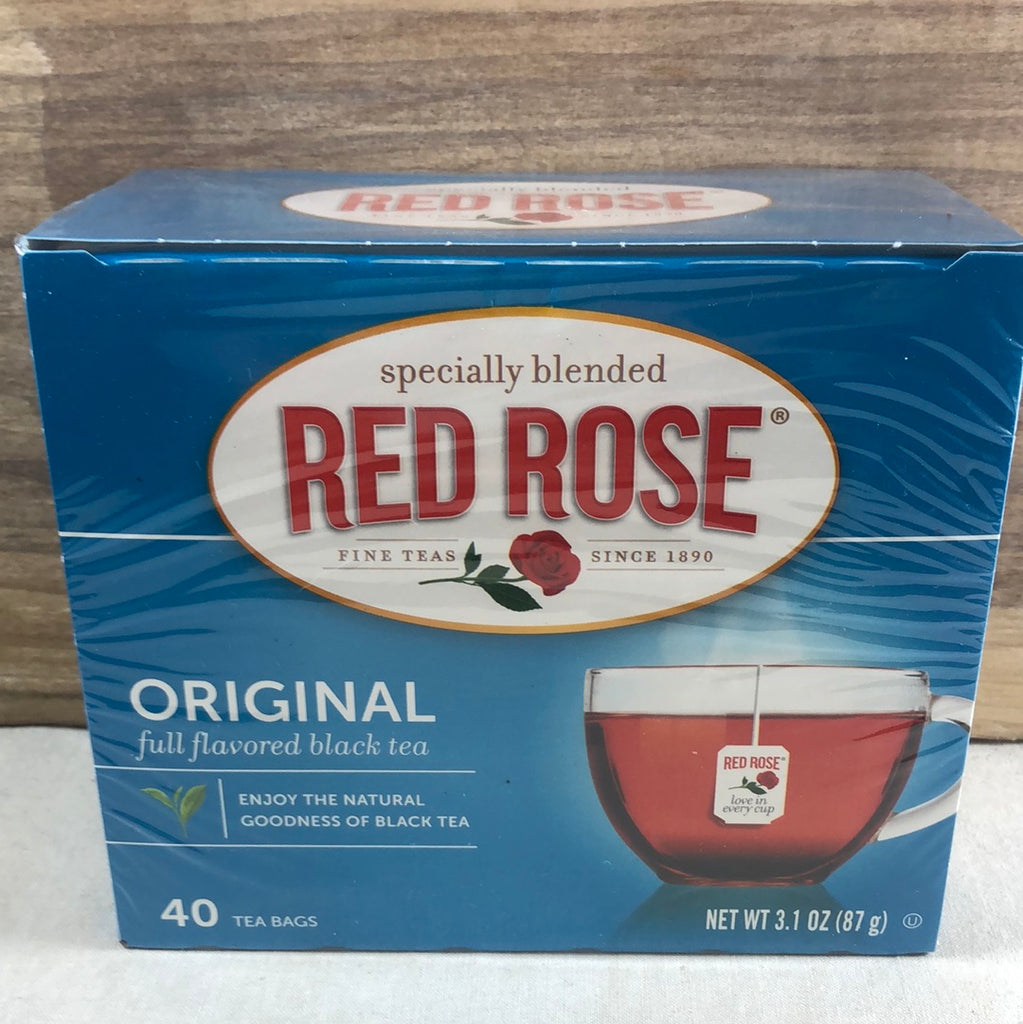 specially blended
RED ROSE
specially blended
RED ROSE®
FINE TEAS SINCE 1890
ORIGINAL
full flavored black tea
ENJOY THE NATURAL
GOODNESS OF BLACK TEA
RED ROSE®
love in
every cup
40 TEA BAGS
NET WT 3.1 OZ (87 g) Ⓤ